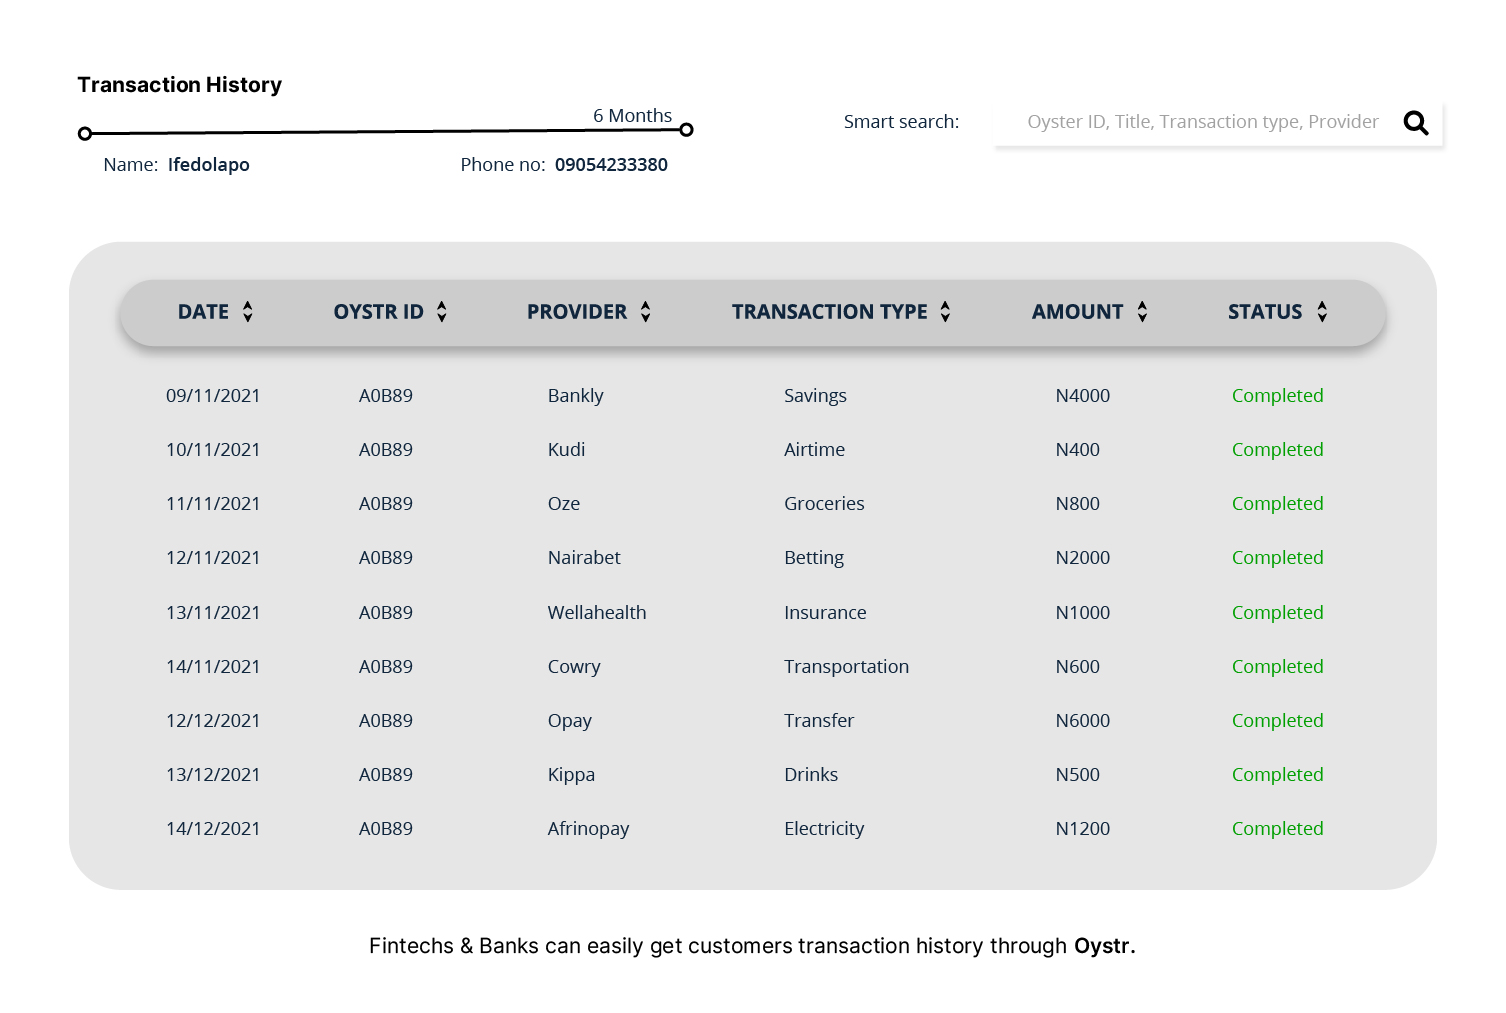 Transaction History
6 Months
Smart search: Oyster ID, Title, Transaction type, Provider
Name: Ifedolapo Phone no: 09054233380
DATE OYSTR ID PROVIDER TRANSACTION TYPE AMOUNT STATUS
09/11/2021 A0B89 Bankly Savings N4000 Completed
10/11/2021 A0B89 Kudi Airtime N400 Completed
11/11/2021 A0B89 Oze Groceries N800 Completed
12/11/2021 A0B89 Nairabet Betting N2000 Completed
13/11/2021 A0B89 Wellahealth Insurance N1000 Completed
14/11/2021 A0B89 Cowry Transportation N600 Completed
12/12/2021 A0B89 Opay Transfer N6000 Completed
13/12/2021 A0B89 Kippa Drinks N500 Completed
14/12/2021 A0B89 Afrinopay Electricity N1200 Completed
Fintechs & Banks can easily get customers transaction history through Oystr.